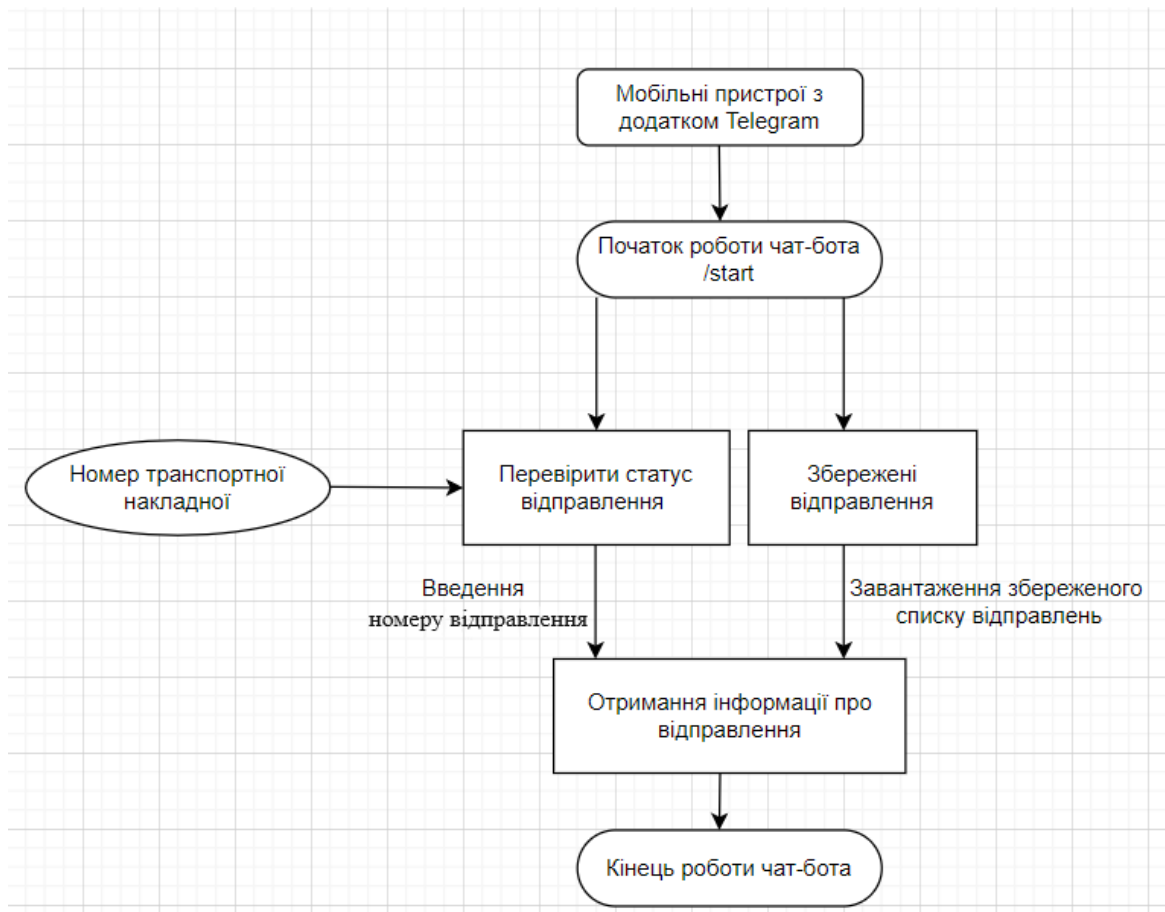 Мобільні пристрої з
додатком Telegram
Початок роботи чат-бота
/start
Номер транспортної
накладної
Перевірити статус
відправлення
Збережені
відправлення
Введення
номеру відправлення
Завантаження збереженого
списку відправлень
Отримання інформації про
відправлення
Кінець роботи чат-бота